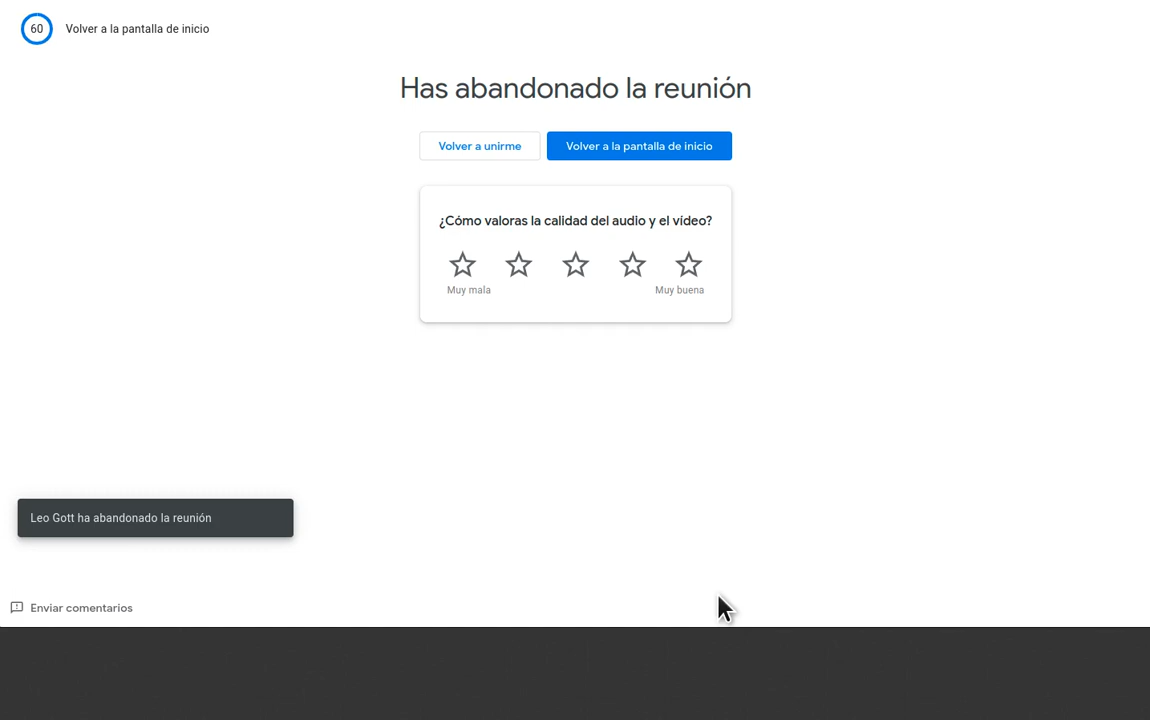 60 Volver a la pantalla de inicio
Has abandonado la reunión
Volver a unirme Volver a la pantalla de inicio
¿Cómo valoras la calidad del audio y el vídeo?
Muy mala Muy buena
Leo Gott ha abandonado la reunión
Enviar comentarios